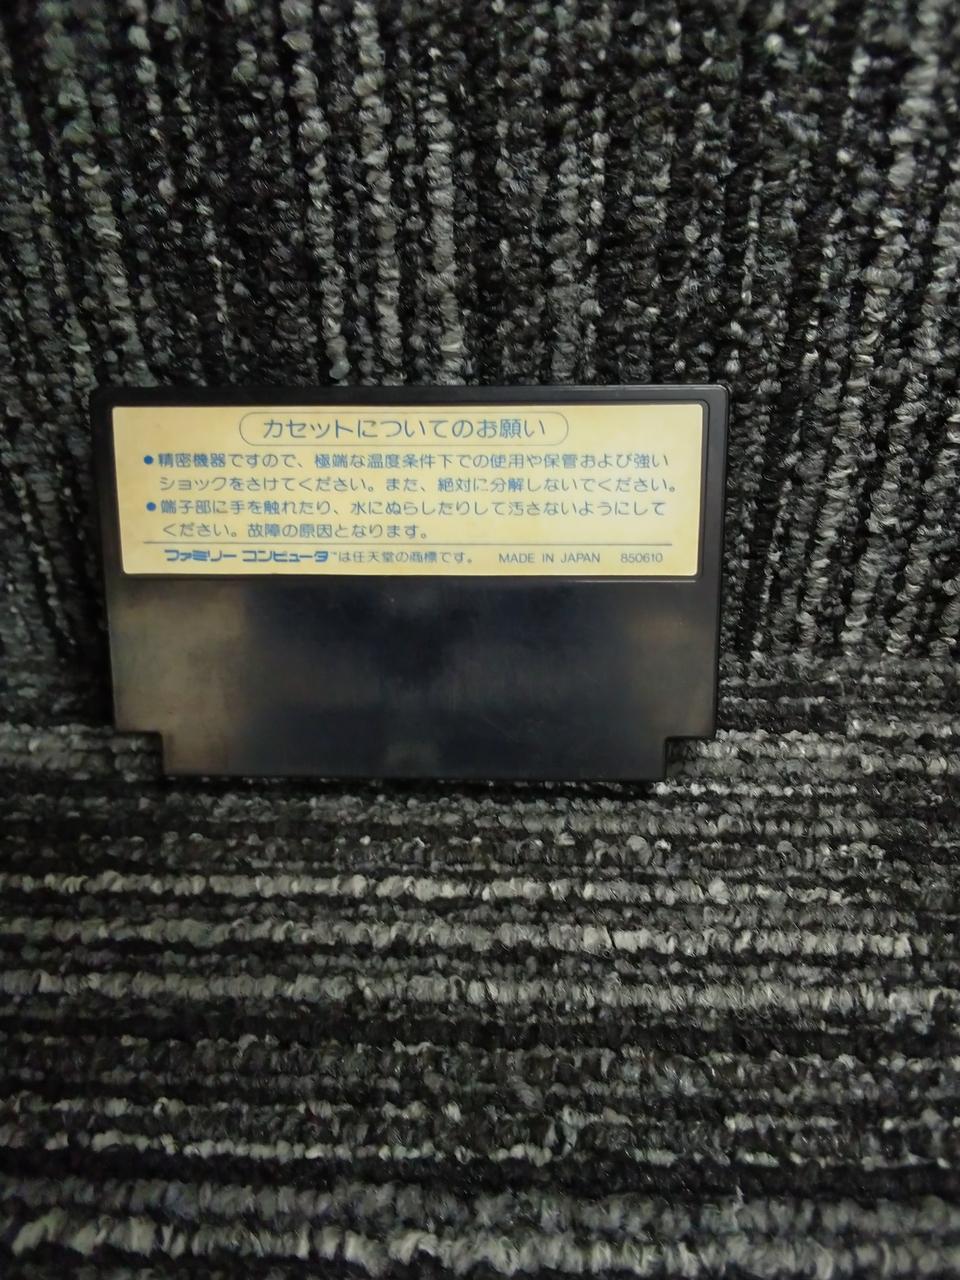 カセットについてのお願い
●精密機器ですので、極端な温度条件下での使用や保管および強い
ショックをさけてください。また、絶対に分解しないでください。
●端子部に手を触れたり、水にぬらしたりして汚さないようにして
ください。故障の原因となります。
ファミリー コンピュータ™は任天堂の商標です。 MADE IN JAPAN 850610